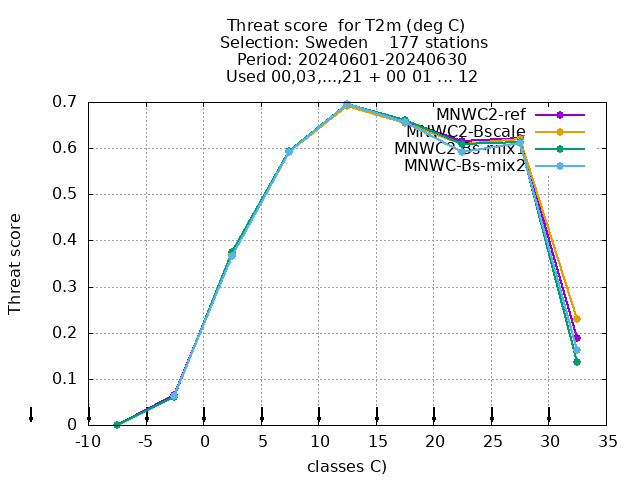 Threat score  for T2m (deg C)
Selection: Sweden    177 stations
Period: 20240601-20240630
Used 00,03,...,21 + 00 01 ... 12
MNWC2-ref
MNWC2-Bscale
MNWC2-Bs-mix1
MNWC-Bs-mix2
Threat score
0.7
0.6
0.5
0.4
0.3
0.2
0.1
0
-10 -5 0 5 10 15 20 25 30 35
classes C)